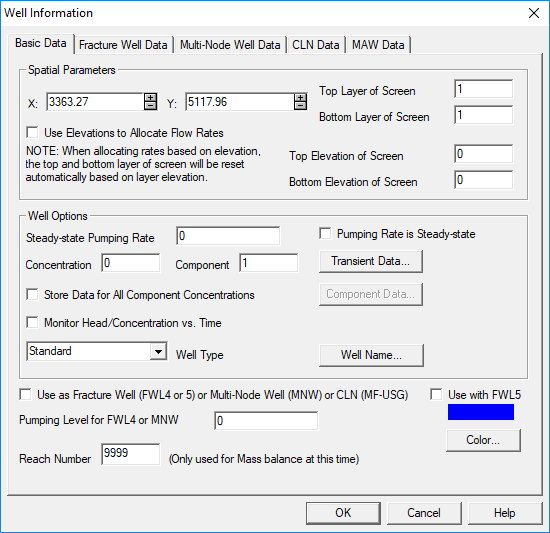 Well Information
Basic Data Fracture Well Data Multi-Node Well Data CLN Data MAW Data
Spatial Parameters
X: 3363.27 Y: 5117.96
Top Layer of Screen 1
Bottom Layer of Screen 1
Use Elevations to Allocate Flow Rates
NOTE: When allocating rates based on elevation,
the top and bottom layer of screen will be reset
automatically based on layer elevation.
Top Elevation of Screen 0
Bottom Elevation of Screen 0
Well Options
Steady-state Pumping Rate 0
Pumping Rate is Steady-state
Concentration 0 Component 1
Transient Data...
Store Data for All Component Concentrations
Component Data...
Monitor Head/Concentration vs. Time
Standard Well Type
Well Name...
Use as Fracture Well (FWL4 or 5) or Multi-Node Well (MNW) or CLN (MF-USG)
Use with FWL5
Pumping Level for FWL4 or MNW 0
Color...
Reach Number 9999 (Only used for Mass balance at this time)
OK Cancel Help